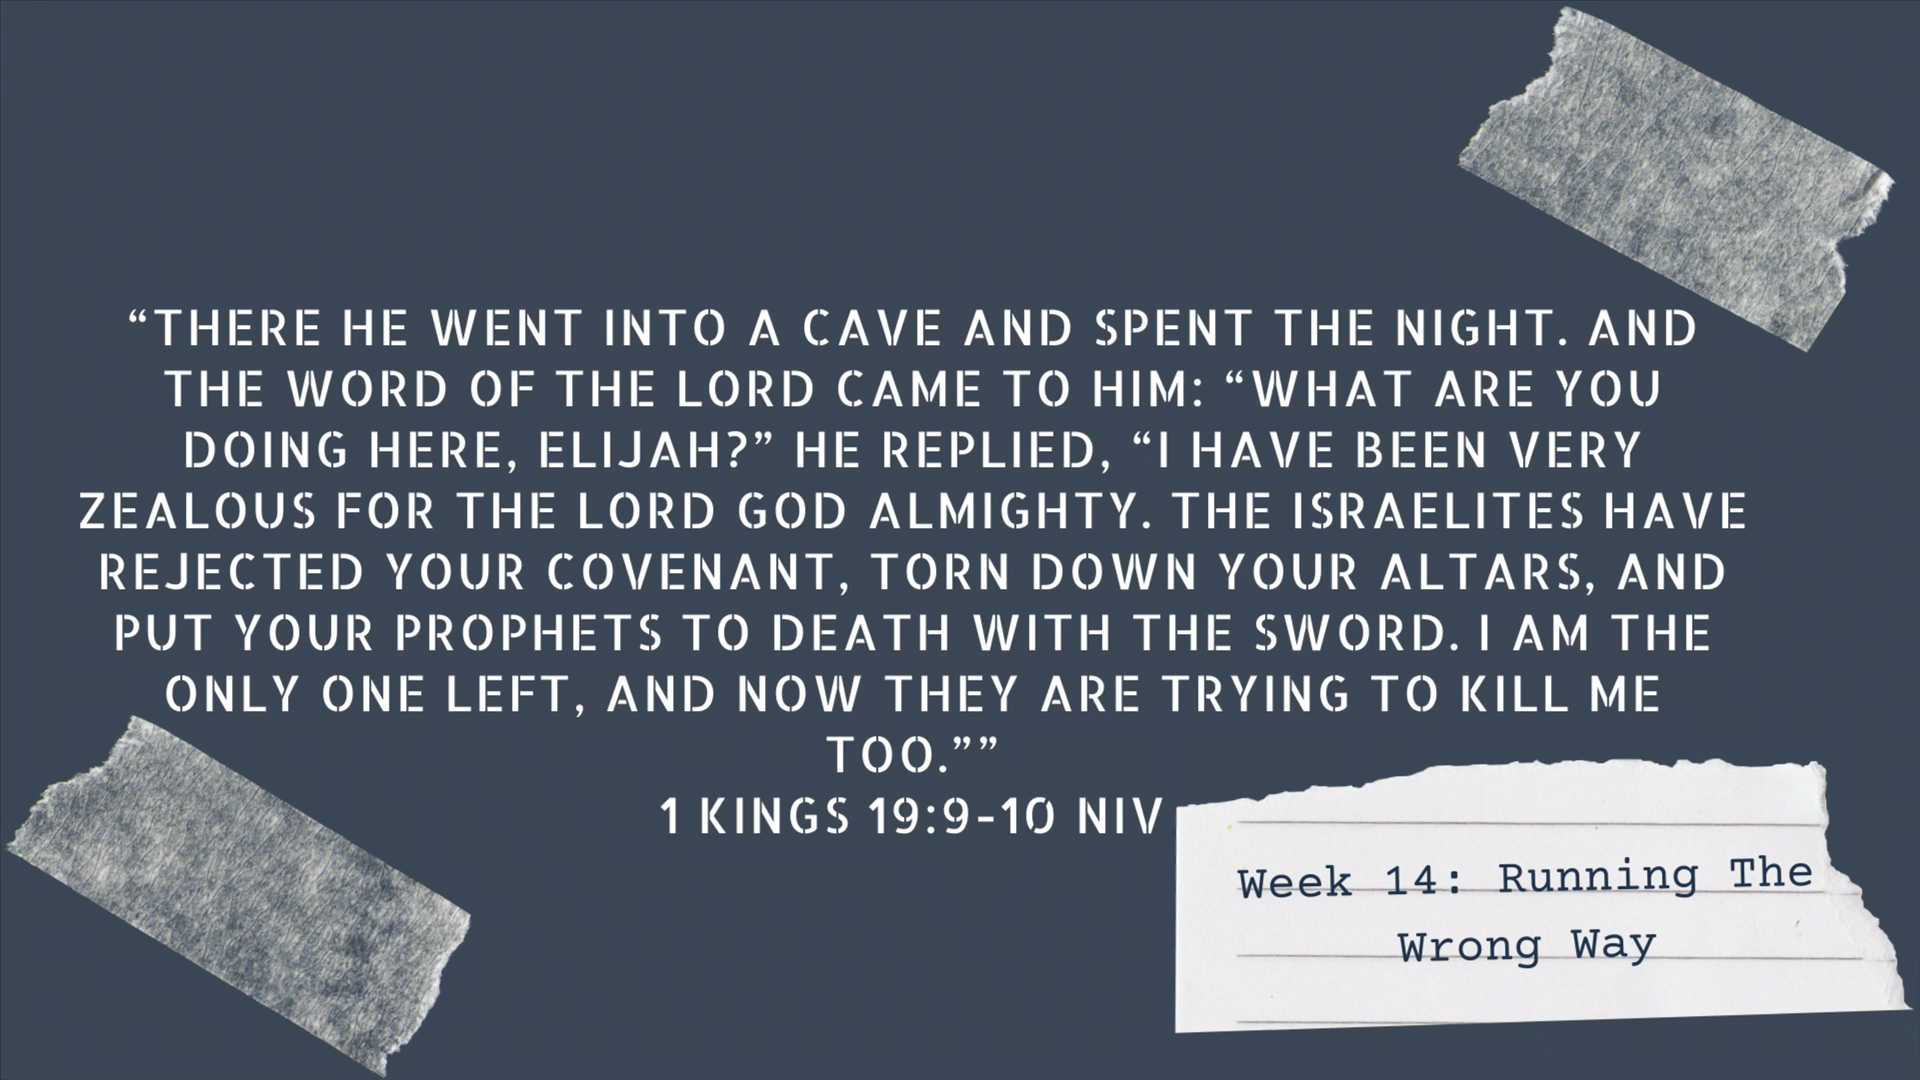 “THERE HE WENT INTO A CAVE AND SPENT THE NIGHT. AND
THE WORD OF THE LORD CAME TO HIM: “WHAT ARE YOU
DOING HERE, ELIJAH?” HE REPLIED, “I HAVE BEEN VERY
ZEALOUS FOR THE LORD GOD ALMIGHTY. THE ISRAELITES HAVE
REJECTED YOUR COVENANT, TORN DOWN YOUR ALTARS, AND
PUT YOUR PROPHETS TO DEATH WITH THE SWORD. I AM THE
ONLY ONE LEFT, AND NOW THEY ARE TRYING TO KILL ME
TOO.””
1 KINGS 19:9-10 NIV
Week 14: Running The
Wrong Way